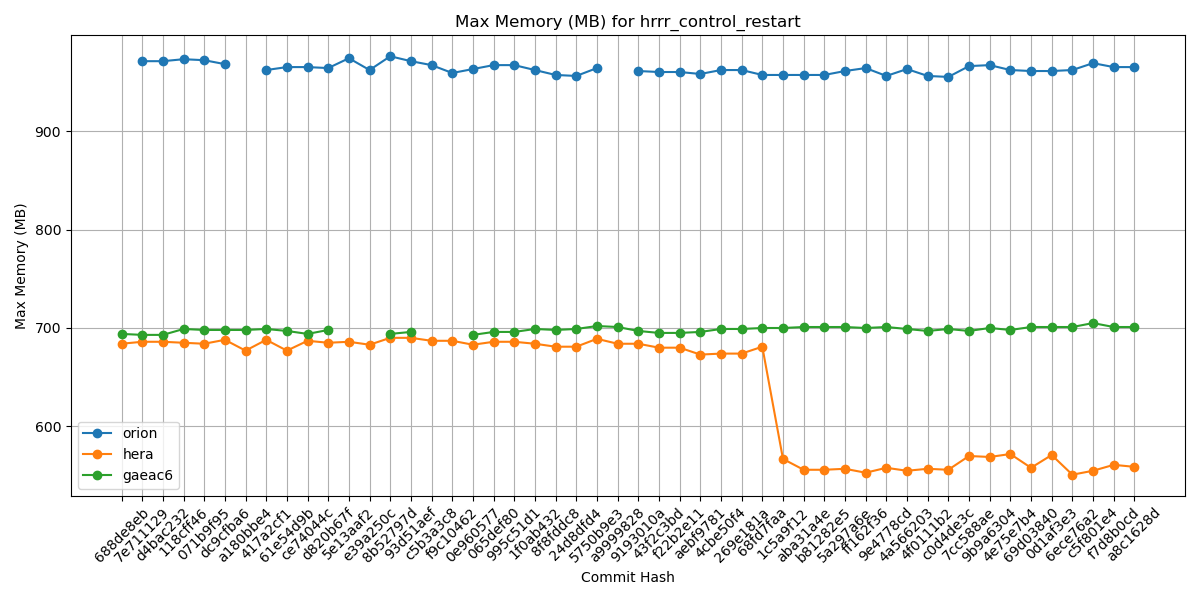 Max Memory (MB) for hrrr_control_restart
Max Memory (MB)
900
800
700
600
orion
hera
gaeac6
688de8eb
7e711129
d4bac232
118cff46
071b9f95
dc9cfba6
a180bbe4
417a2cf1
61e54d9b
ce74044c
d820b67f
5e13aaf2
e39a250c
8b52797d
93d51aef
c5b3a3c8
f9c10462
0e960577
065def80
995c51d1
1f0ab432
8f8fdfc8
24d8dfd4
5750b9e3
a9999828
9193010a
43f253bd
f22b2e11
aebf9781
4cbe50f4
269e181a
68fd7faa
1c5a9f12
aba31a4e
b81282e5
5a297a6e
ff162f36
9e4778cd
4a566203
4f011b2
c0d4de3c
7cc588ae
9b9a6304
4e75e7b4
69d03840
0d1af3e3
6ece76a2
c5f801e4
f7d8b0cd
a8c1628d
Commit Hash